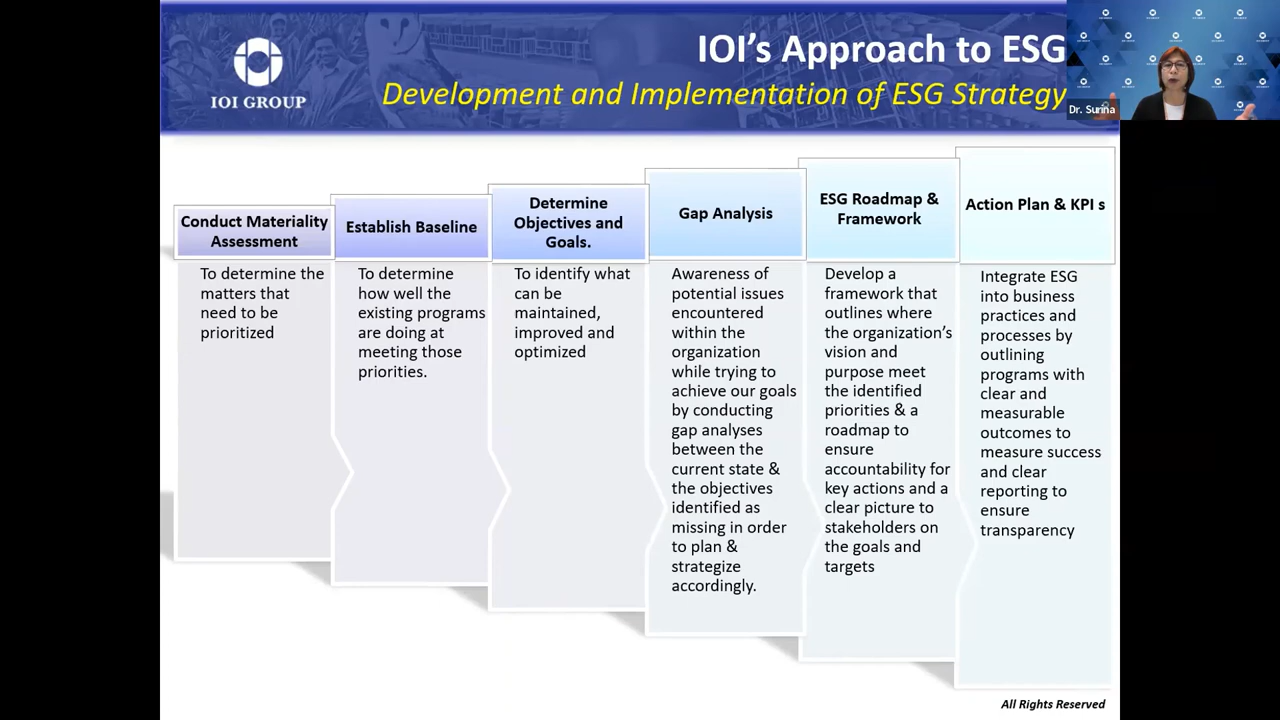 IOI GROUP
IOI's Approach to ESG
Development and Implementation of ESG Strategy
Dr. Surina
Conduct Materiality
Assessment
To determine the
matters that
need to be
prioritized
Establish Baseline
To determine
how well the
existing programs
are doing at
meeting those
priorities.
Determine
Objectives and
Goals.
To identify what
can be
maintained,
improved and
optimized
Gap Analysis
Awareness of
potential issues
encountered
within the
organization
while trying to
achieve our goals
by conducting
gap analyses
between the
current state &
the objectives
identified as
missing in order
to plan &
strategize
accordingly.
ESG Roadmap &
Framework
Develop a
framework that
outlines where
the organization's
vision and
purpose meet
the identified
priorities & a
roadmap to
ensure
accountability for
key actions and a
clear picture to
stakeholders on
the goals and
targets
Action Plan & KPI s
Integrate ESG
into business
practices and
processes by
outlining
programs with
clear and
measurable
outcomes to
measure success
and clear
reporting to
ensure
transparency
All Rights Reserved